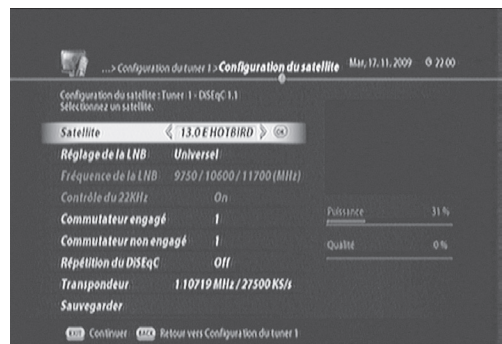 ...> Configuration du tuner 1 > Configuration du satellite Mar, 17. 11. 2009 22 00
Configuration du satellite : Tuner 1 - DiSEqC 1.1
Sélectionnez un satellite.
Satellite 13.0 E HOTBIRD OK
Réglage de la LNB Universel
Fréquence de la LNB 9750 / 10600 / 11700 (MHz)
Contrôle du 22KHz On
Commutateur engagé 1
Puissance 31 %
Commutateur non engagé 1
Qualité 0 %
Répétition du DiSEqC Off
Transpondeur 1 10719 MHz / 27500 KS/s
Sauvegarder
EXIT Continuer BACK Retour vers Configuration du tuner 1